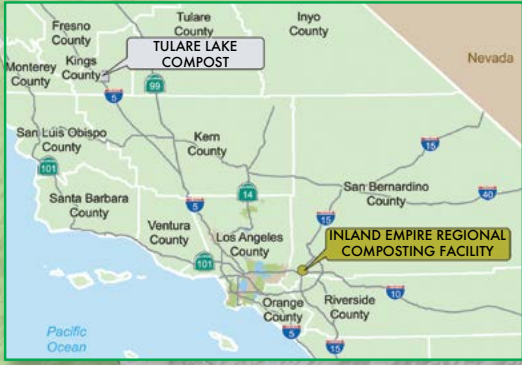 Fresno
County
Tulare
County
Inyo
County
Nevada
TULARE LAKE
COMPOST
Monterey
County
Kings
County
5
99
15
San Luis Obispo
County
Kern
County
101
14
San Bernardino
County
40
Santa Barbara
County
5
15
Ventura
County
Los Angeles
County
INLAND EMPIRE REGIONAL
COMPOSTING FACILITY
101
10
Orange
County
Riverside
County
Pacific
Ocean
5
15